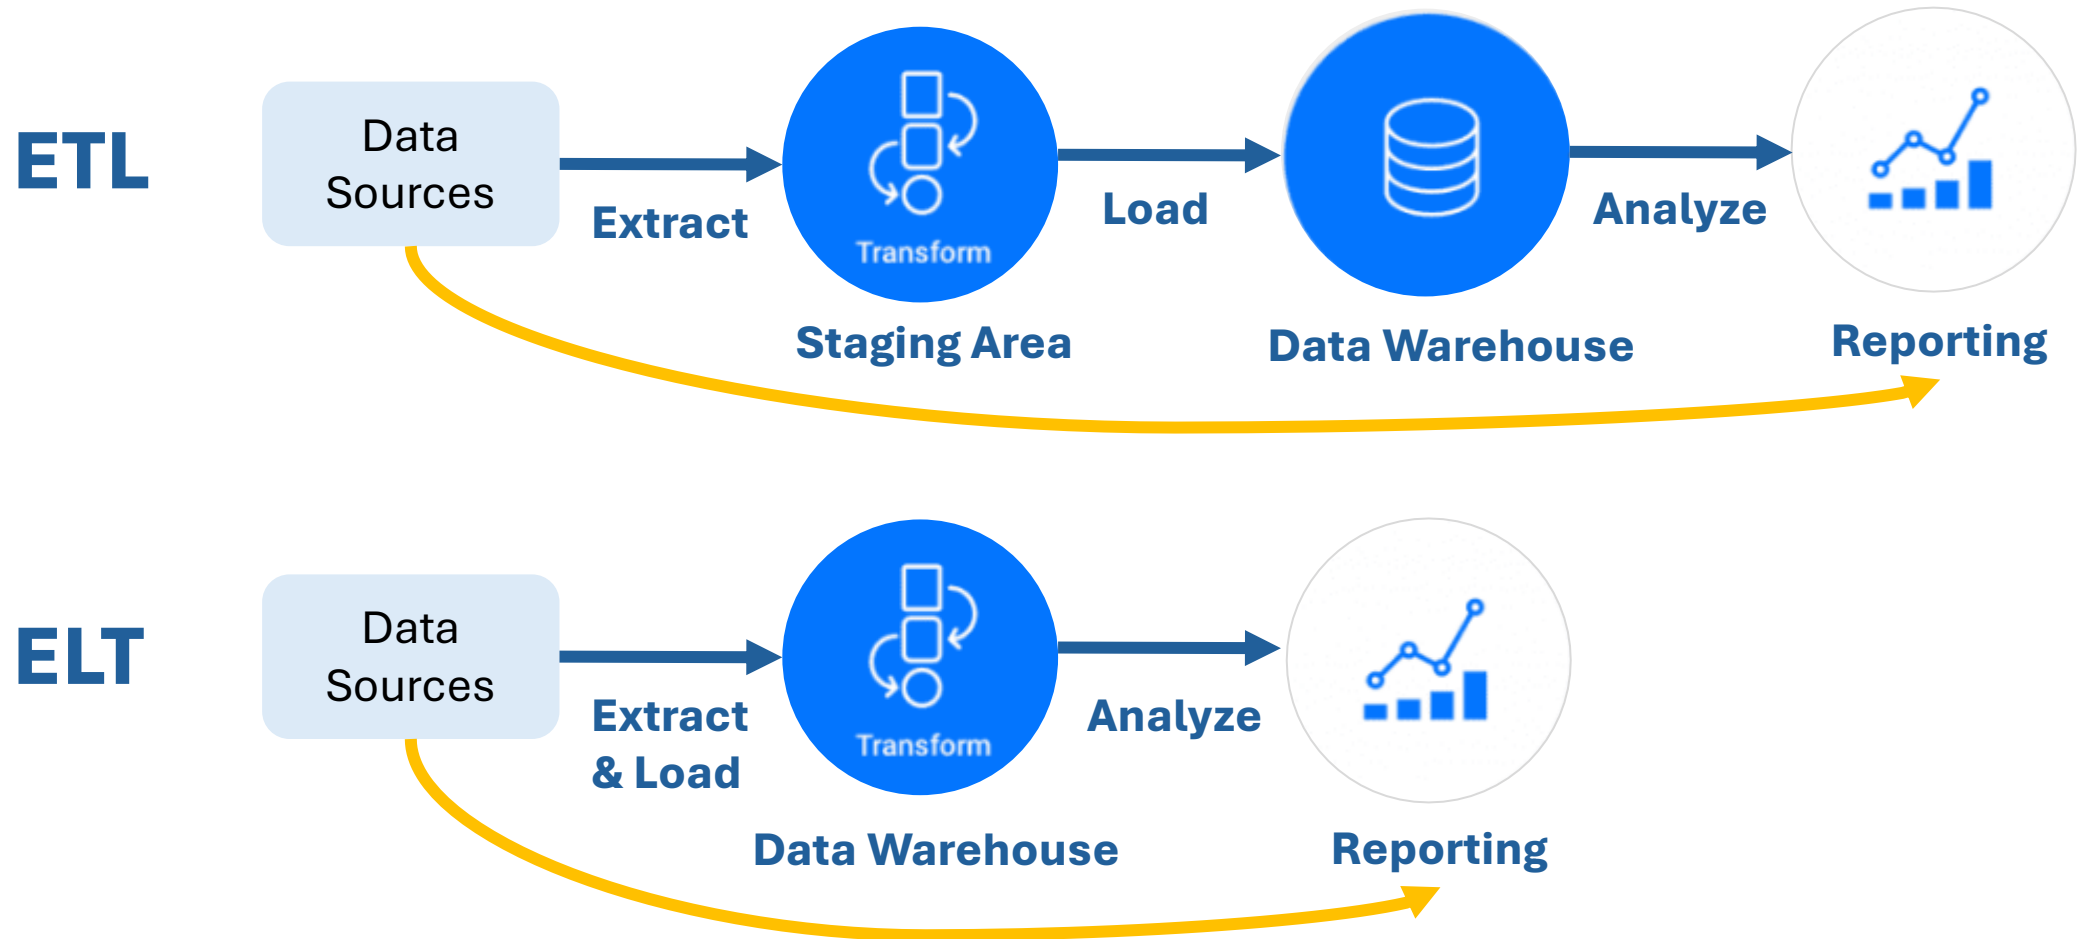 ETL
Data
Sources
Extract
Transform
Staging Area
Load
Data Warehouse
Analyze
Reporting
ELT
Data
Sources
Extract
& Load
Transform
Data Warehouse
Analyze
Reporting